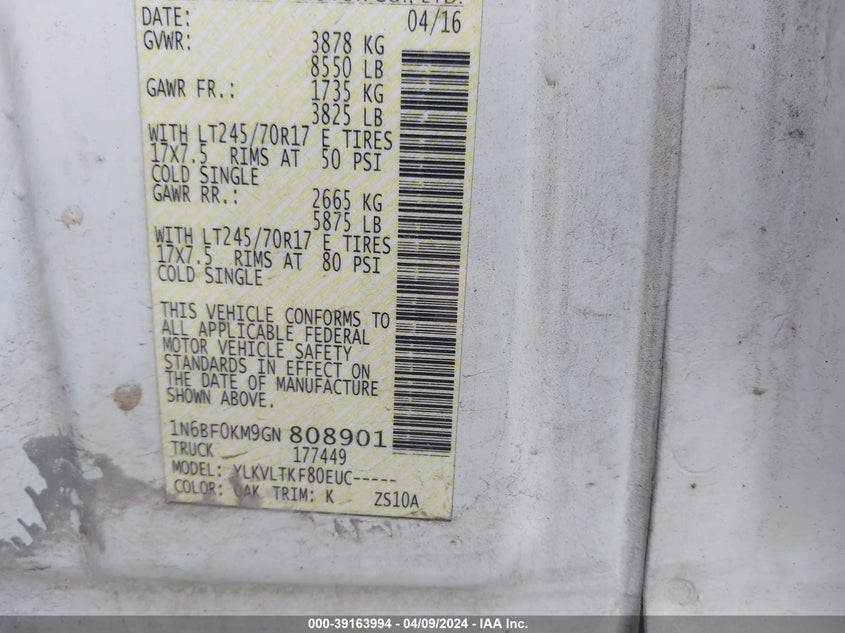 CO., LTD.
DATE: 04/16
GVWR: 3878 KG
8550 LB
GAWR FR.: 1735 KG
3825 LB
WITH LT245/70R17 E TIRES
17X7.5 RIMS AT 50 PSI
COLD SINGLE
GAWR RR.: 2665 KG
5875 LB
WITH LT245/70R17 E TIRES
17X7.5 RIMS AT 80 PSI
COLD SINGLE
THIS VEHICLE CONFORMS TO
ALL APPLICABLE FEDERAL
MOTOR VEHICLE SAFETY
STANDARDS IN EFFECT ON
THE DATE OF MANUFACTURE
SHOWN ABOVE.
1N6BF0KM9GN 808901
TRUCK 177449
MODEL: YLKVLTKF80EUC-----
COLOR: QAK TRIM: K ZS10A
000-39163994 - 04/09/2024 - IAA Inc.